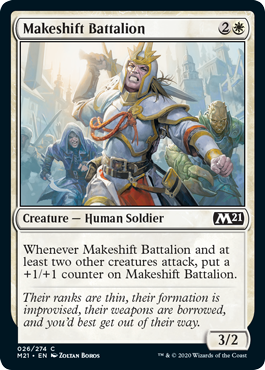 Makeshift Battalion 2
Creature — Human Soldier M21
Whenever Makeshift Battalion and at
least two other creatures attack, put a
+1/+1 counter on Makeshift Battalion.
Their ranks are thin, their formation is
improvised, their weapons are borrowed,
and you'd best get out of their way.
3/2
026/274 C
M21 • EN Zoltan Boros ™ & © 2020 Wizards of the Coast